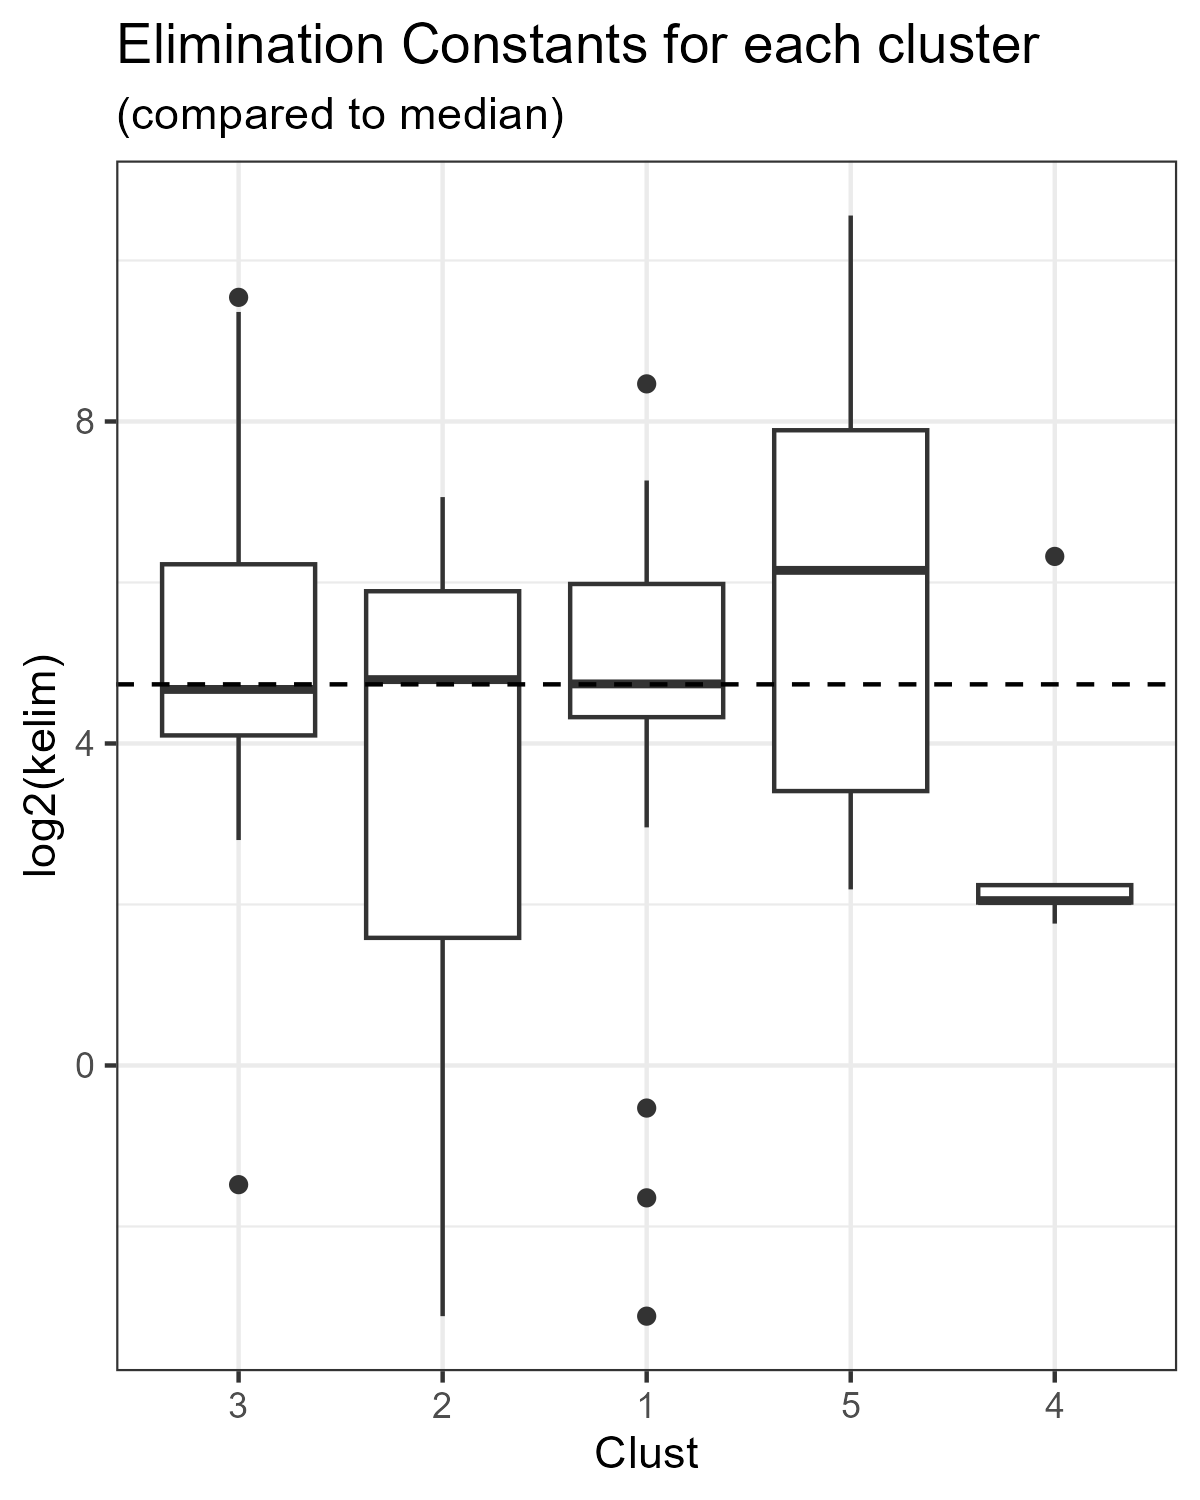 Elimination Constants for each cluster
(compared to median)
log2(kelim)
8
4
0
3 2 1 5 4
Clust